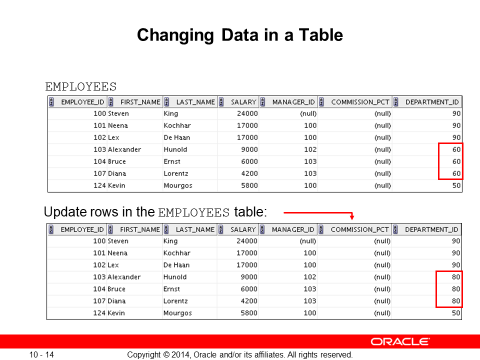 Changing Data in a Table
EMPLOYEES
EMPLOYEE_ID FIRST_NAME LAST_NAME SALARY MANAGER_ID COMMISSION_PCT DEPARTMENT_ID
100 Steven King 24000 (null) (null) 90
101 Neena Kochhar 17000 100 (null) 90
102 Lex De Haan 17000 100 (null) 90
103 Alexander Hunold 9000 102 (null) 60
104 Bruce Ernst 6000 103 (null) 60
107 Diana Lorentz 4200 103 (null) 60
124 Kevin Mourgos 5800 100 (null) 50
Update rows in the EMPLOYEES table:
EMPLOYEE_ID FIRST_NAME LAST_NAME SALARY MANAGER_ID COMMISSION_PCT DEPARTMENT_ID
100 Steven King 24000 (null) (null) 90
101 Neena Kochhar 17000 100 (null) 90
102 Lex De Haan 17000 100 (null) 90
103 Alexander Hunold 9000 102 (null) 80
104 Bruce Ernst 6000 103 (null) 80
107 Diana Lorentz 4200 103 (null) 80
124 Kevin Mourgos 5800 100 (null) 50
ORACLE
10 - 14 Copyright © 2014, Oracle and/or its affiliates. All rights reserved.